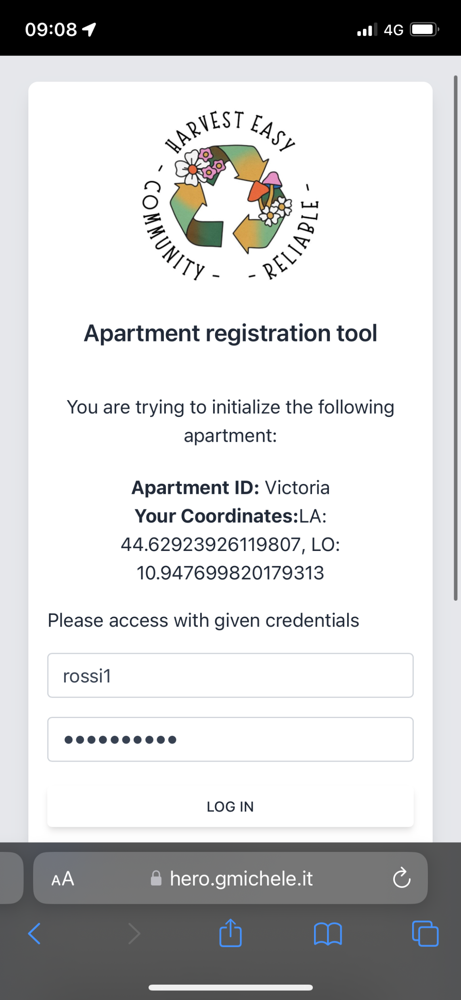 09:08
4G
HARVEST EASY
- COMMUNITY -
- RELIABLE -
Apartment registration tool
You are trying to initialize the following
apartment:
Apartment ID: Victoria
Your Coordinates:LA:
44.62923926119807, LO:
10.947699820179313
Please access with given credentials
rossi1
••••••••••
LOG IN
AA
hero.gmichele.it